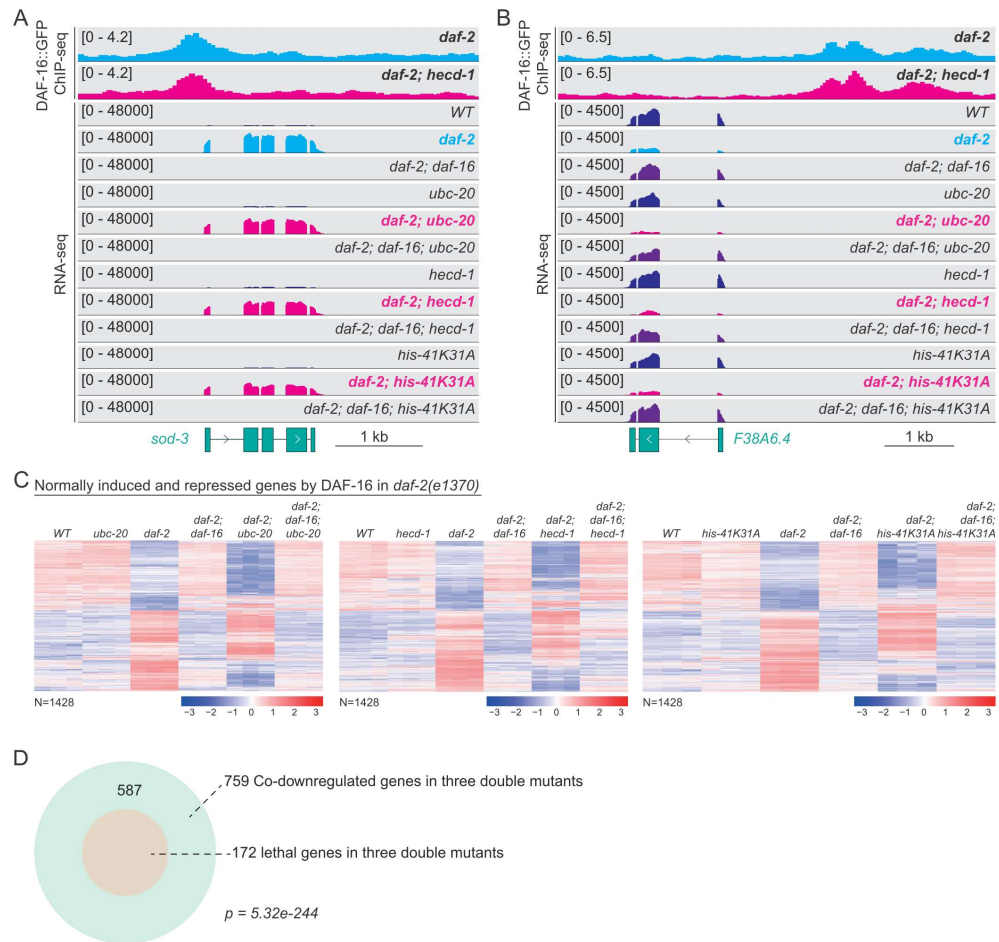 A
DAF-16::GFP
ChIP-seq
[0 - 4.2] daf-2
[0 - 4.2] daf-2; hecd-1
RNA-seq
[0 - 48000] WT
[0 - 48000] daf-2
[0 - 48000] daf-2; daf-16
[0 - 48000] ubc-20
[0 - 48000] daf-2; ubc-20
[0 - 48000] daf-2; daf-16; ubc-20
[0 - 48000] hecd-1
[0 - 48000] daf-2; hecd-1
[0 - 48000] daf-2; daf-16; hecd-1
[0 - 48000] his-41K31A
[0 - 48000] daf-2; his-41K31A
[0 - 48000] daf-2; daf-16; his-41K31A
sod-3
1 kb
B
DAF-16::GFP
ChIP-seq
[0 - 6.5] daf-2
[0 - 6.5] daf-2; hecd-1
RNA-seq
[0 - 4500] WT
[0 - 4500] daf-2
[0 - 4500] daf-2; daf-16
[0 - 4500] ubc-20
[0 - 4500] daf-2; ubc-20
[0 - 4500] daf-2; daf-16; ubc-20
[0 - 4500] hecd-1
[0 - 4500] daf-2; hecd-1
[0 - 4500] daf-2; daf-16; hecd-1
[0 - 4500] his-41K31A
[0 - 4500] daf-2; his-41K31A
[0 - 4500] daf-2; daf-16; his-41K31A
F38A6.4
1 kb
C
Normally induced and repressed genes by DAF-16 in daf-2(e1370)
WT
ubc-20
daf-2
daf-2;
daf-16
daf-2;
ubc-20
daf-2;
daf-16;
ubc-20
N=1428
−3 −2 −1 0 1 2 3
WT
hecd-1
daf-2
daf-2;
daf-16
daf-2;
hecd-1
daf-2;
daf-16;
hecd-1
N=1428
−3 −2 −1 0 1 2 3
WT
his-41K31A
daf-2
daf-2;
daf-16
daf-2;
his-41K31A
daf-2;
daf-16;
his-41K31A
N=1428
−3 −2 −1 0 1 2 3
D
587
759 Co-downregulated genes in three double mutants
172 lethal genes in three double mutants
p = 5.32e-244